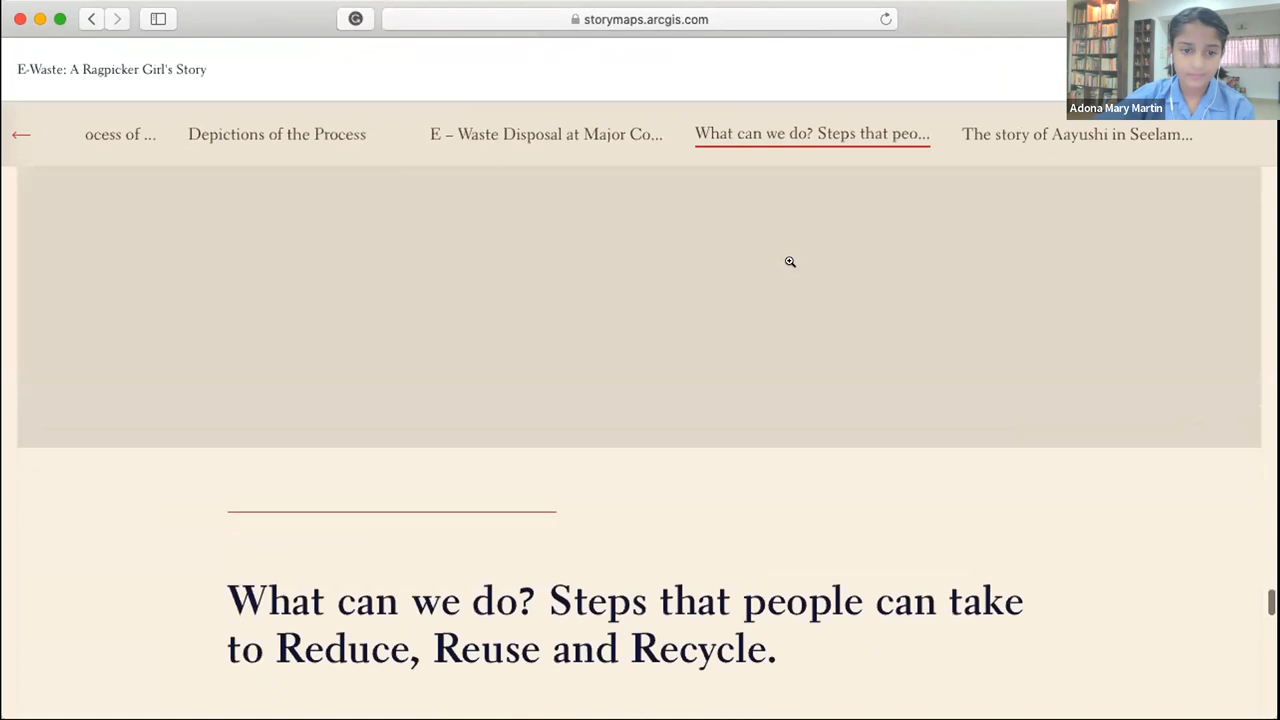 storymaps.arcgis.com
E-Waste: A Ragpicker Girl's Story
Adona Mary Martin
ocess of ...
Depictions of the Process
E – Waste Disposal at Major Co...
What can we do? Steps that peo...
The story of Aayushi in Seelam...
What can we do? Steps that people can take
to Reduce, Reuse and Recycle.